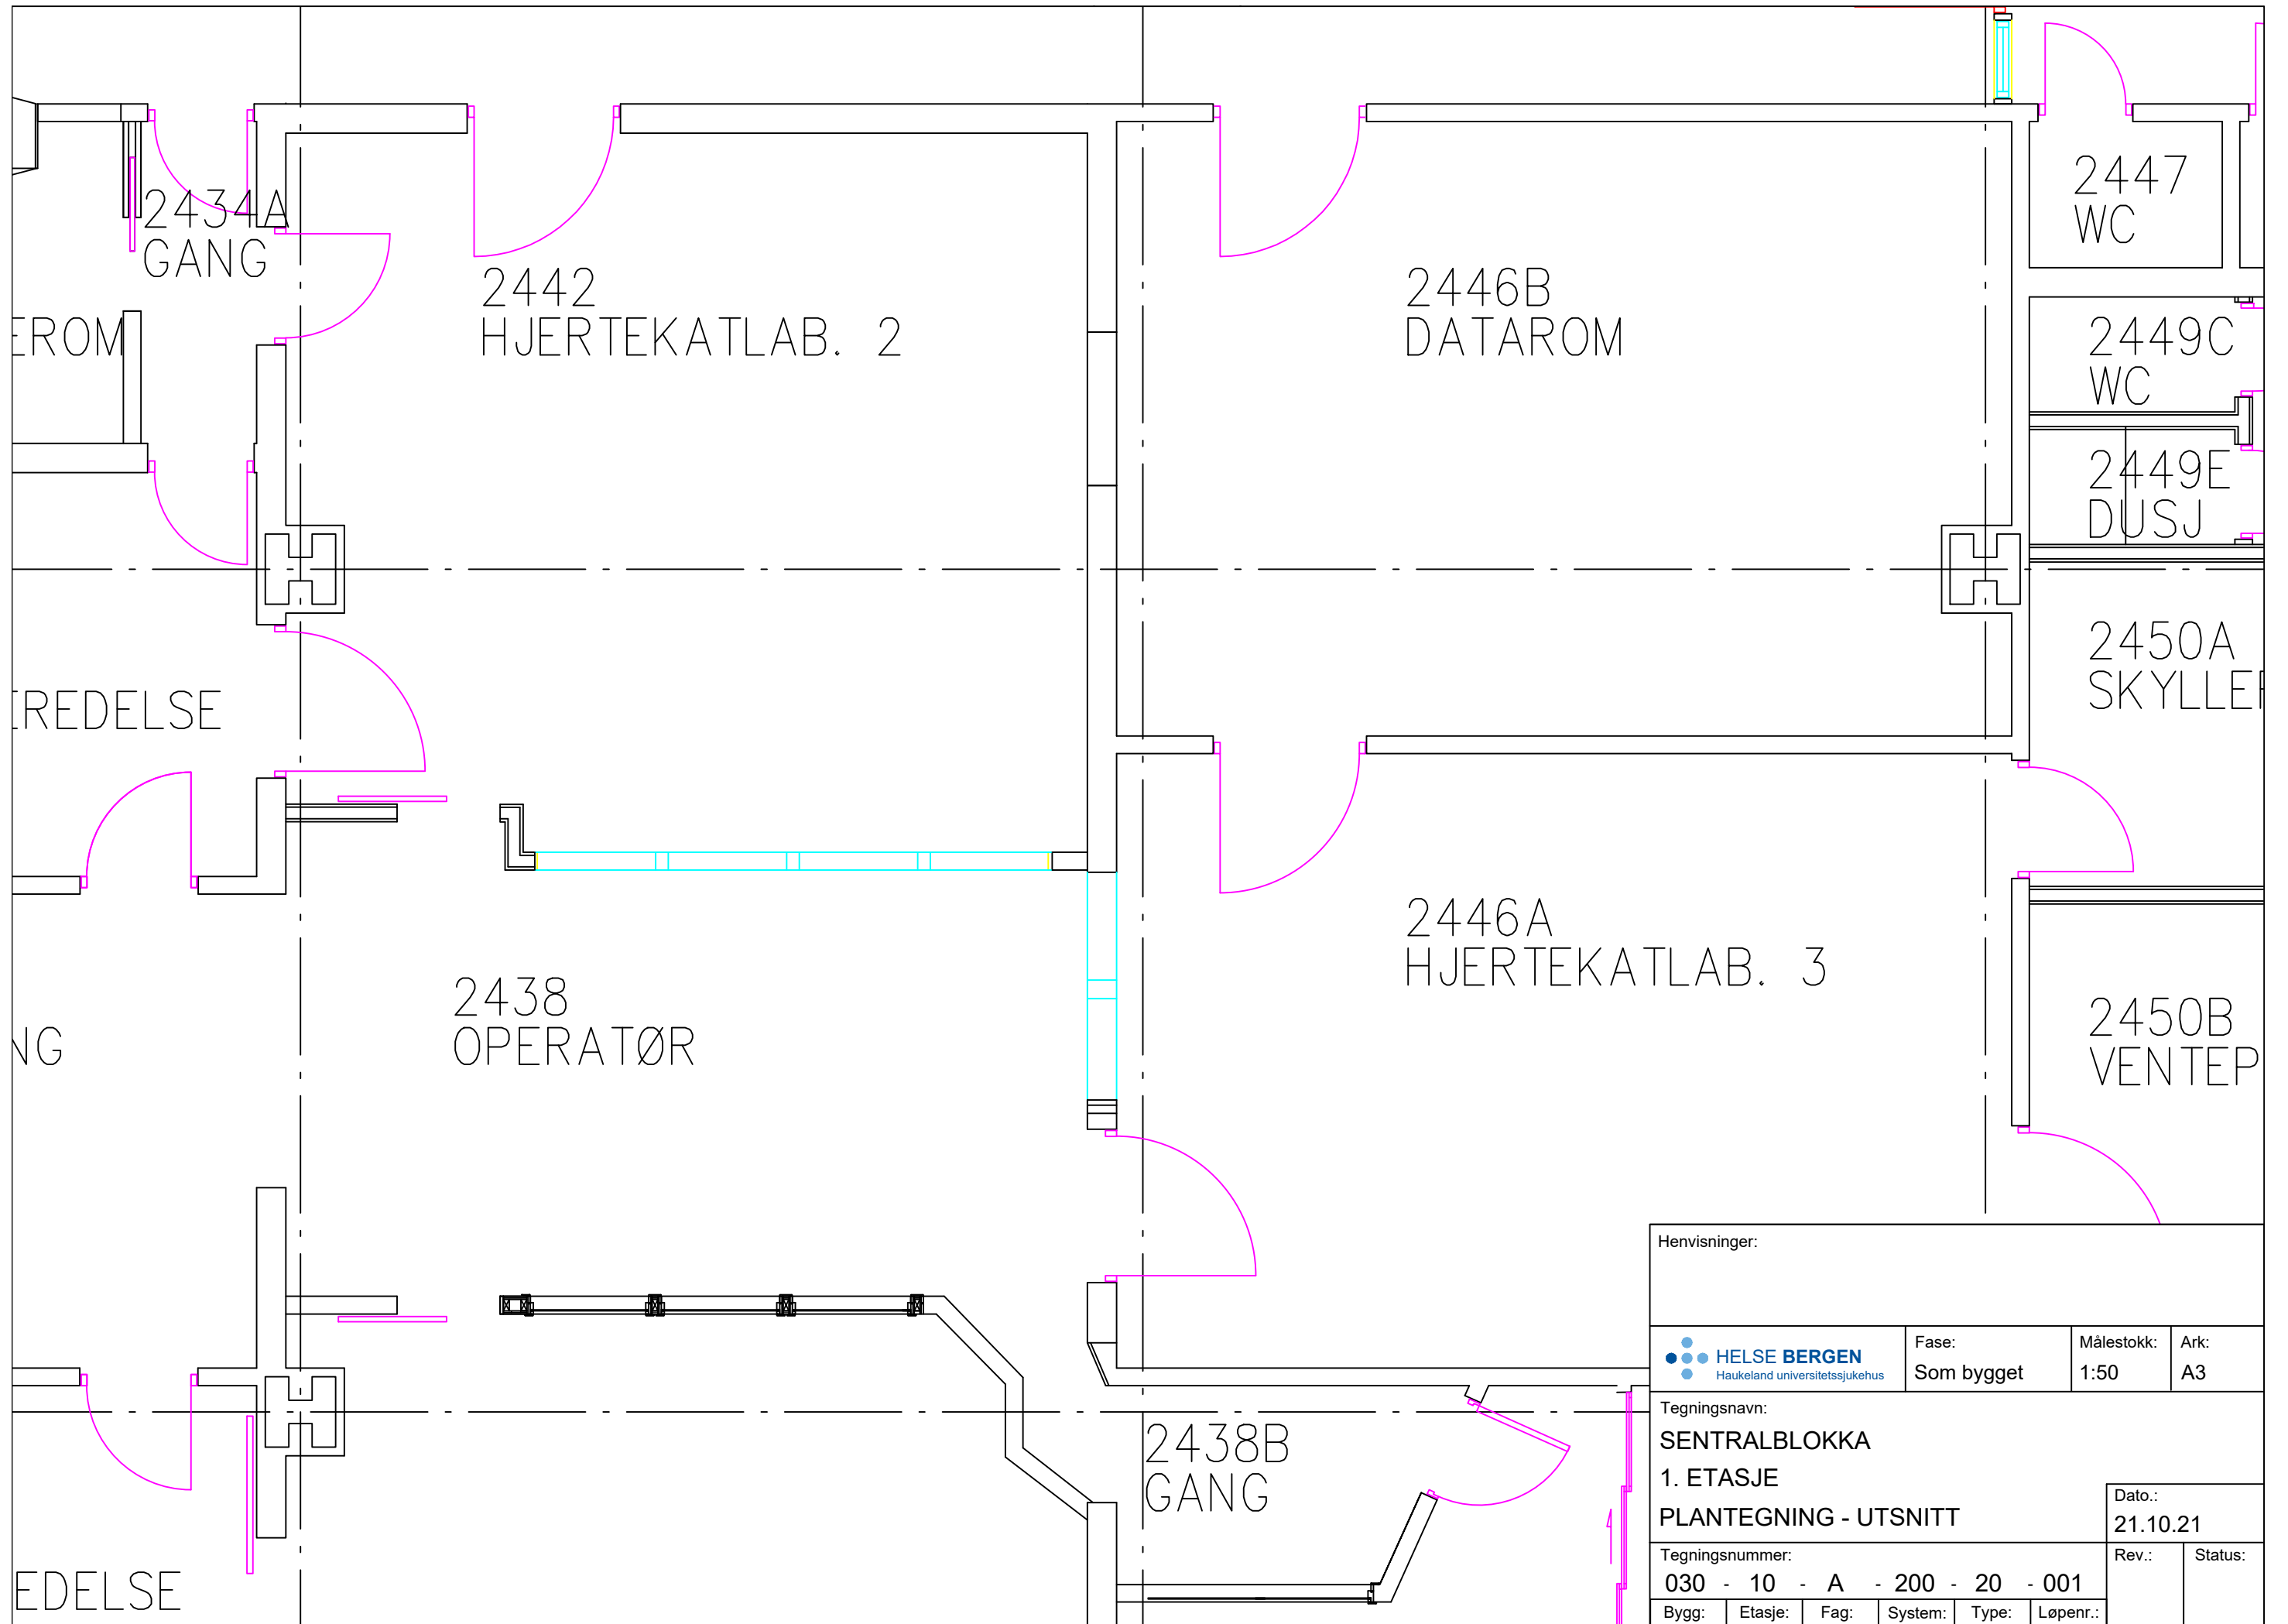 2434A
GANG
EROM
2442
HJERTEKATLAB. 2
2446B
DATAROM
2447
WC
2449C
WC
2449E
DUSJ
2450A
SKYLLER
REDELSE
2446A
HJERTEKATLAB. 3
2438
OPERATØR
2450B
VENTEP
NG
2438B
GANG
EDELSE
Henvisninger:
HELSE BERGEN
Haukeland universitetssjukehus
Fase:
Som bygget
Målestokk:
1:50
Ark:
A3
Tegningsnavn:
SENTRALBLOKKA
1. ETASJE
PLANTEGNING - UTSNITT
Dato.:
21.10.21
Tegningsnummer:
030 - 10 - A - 200 - 20 - 001
Bygg: Etasje: Fag: System: Type: Løpenr.:
Rev.:
Status: